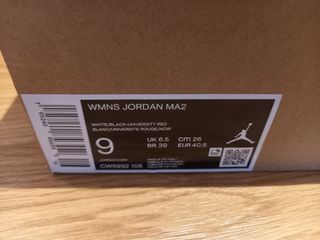 WMNS JORDAN MA2
WHITE/BLACK-UNIVERSITY RED
BLANC/UNIVERSITE ROUGE/NOIR
9
UK 6.5
cm 26
BR 39
EUR 40.5
CW5992 106